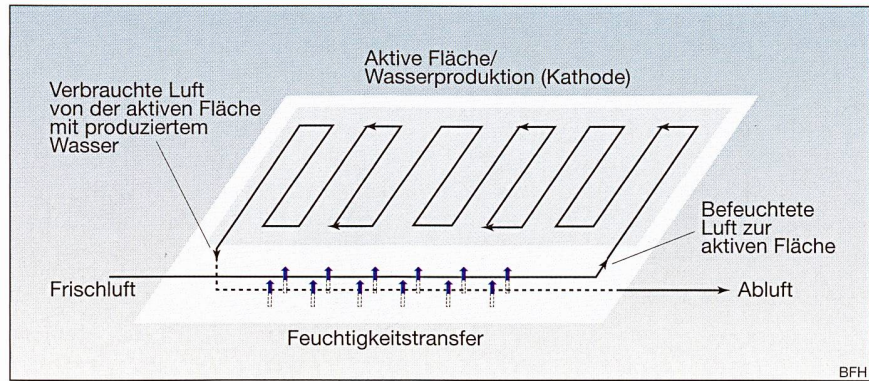 Aktive Fläche/
Wasserproduktion (Kathode)
Verbrauchte Luft
von der aktiven Fläche
mit produziertem
Wasser
Befeuchtete
Luft zur
aktiven Fläche
Frischluft
Abluft
Feuchtigkeitstransfer
BFH